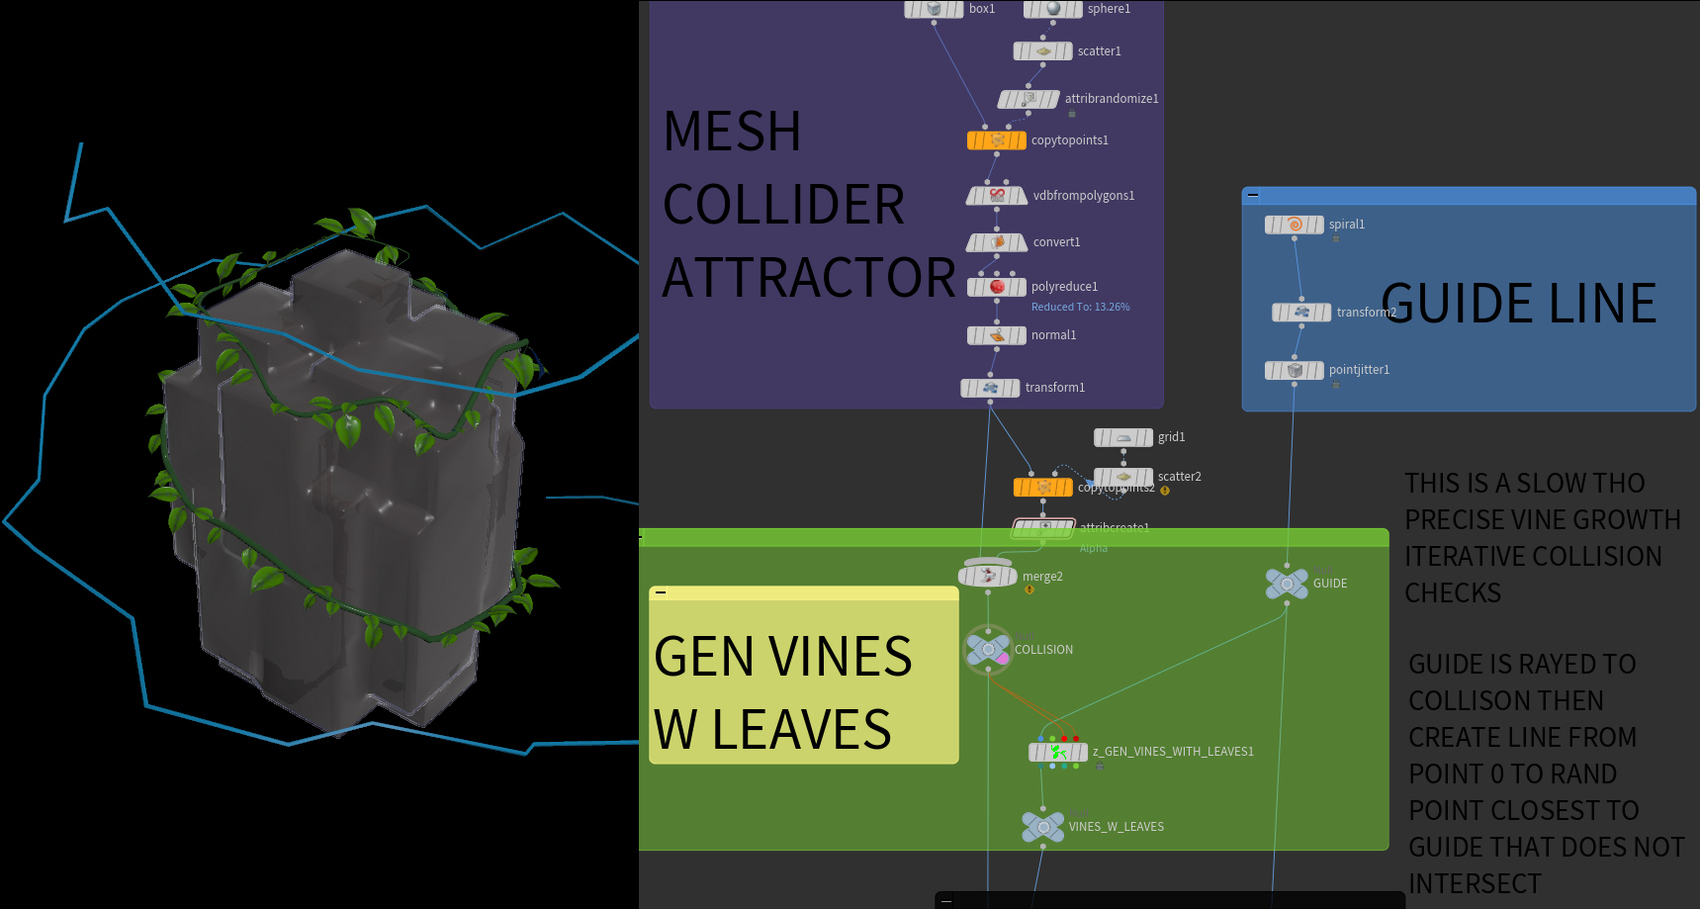 box1
sphere1
scatter1
attribrandomize1
copytopoints1
vdbfrompolygons1
convert1
polyreduce1
Reduced To: 13.26%
normal1
transform1
MESH
COLLIDER
ATTRACTOR
spiral1
transform2
pointjitter1
GUIDE LINE
grid1
scatter2
copytopoints2
attribcreate1
Alpha
merge2
GUIDE
COLLISION
GEN VINES
W LEAVES
z_GEN_VINES_WITH_LEAVES1
VINES_W_LEAVES
THIS IS A SLOW THO
PRECISE VINE GROWTH
ITERATIVE COLLISION
CHECKS
GUIDE IS RAYED TO
COLLISON THEN
CREATE LINE FROM
POINT 0 TO RAND
POINT CLOSEST TO
GUIDE THAT DOES NOT
INTERSECT